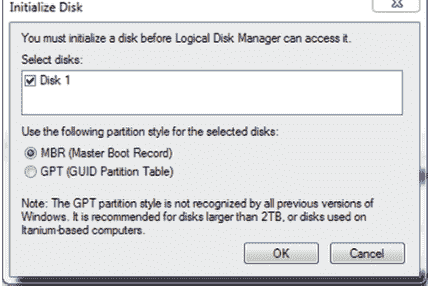 Initialize Disk
You must initialize a disk before Logical Disk Manager can access it.
Select disks:
Disk 1
Use the following partition style for the selected disks:
MBR (Master Boot Record)
GPT (GUID Partition Table)
Note: The GPT partition style is not recognized by all previous versions of
Windows. It is recommended for disks larger than 2TB, or disks used on
Itanium-based computers.
OK
Cancel